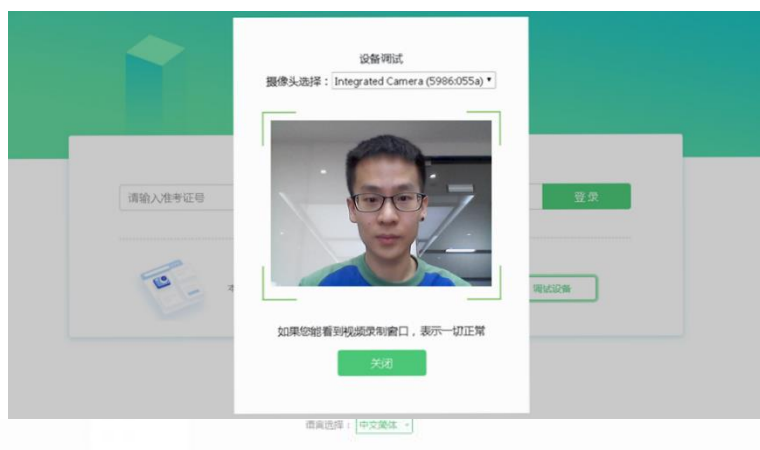 设备调试
摄像头选择： Integrated Camera (5986:055a)
请输入准考证号
登录
本
调试设备
如果您能看到视频录制窗口，表示一切正常
关闭
语言选择： 中文简体